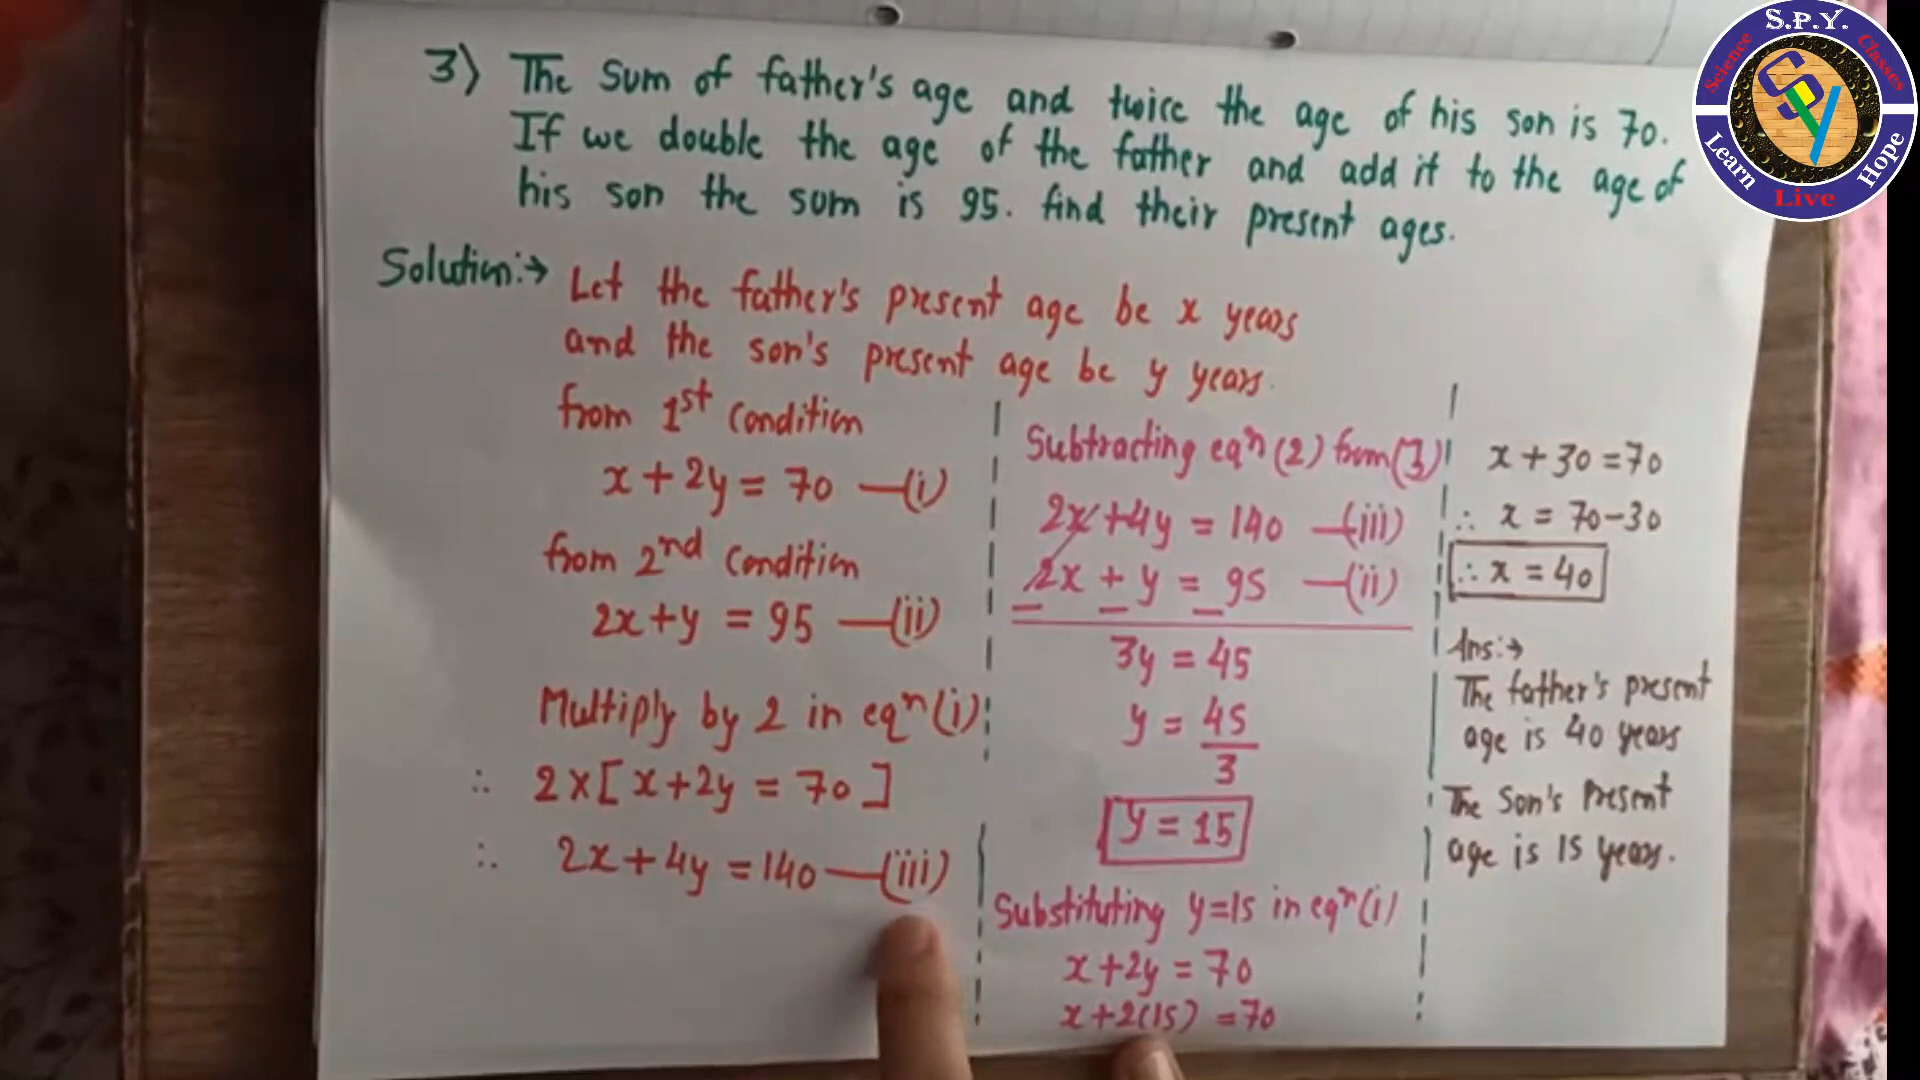 3) The sum of father's age and twice the age of his son is 70.
If we double the age of the father and add it to the age of
his son the sum is 95. find their present ages.
Solution:→ Let the father's present age be x years
and the son's present age be y years.
from 1st condition
x + 2y = 70 —(i)
from 2nd condition
2x + y = 95 —(ii)
Multiply by 2 in eqn (i)
∴ 2 × [ x + 2y = 70 ]
∴ 2x + 4y = 140 —(iii)
Subtracting eqn (2) from (3)
2x + 4y = 140 —(iii)
2x + y = 95 —(ii)
— — —
3y = 45
y = 45
3
y = 15
Substituting y=15 in eqn (i)
x + 2y = 70
x + 2(15) = 70
x + 30 = 70
∴ x = 70 - 30
∴ x = 40
Ans:→
The father's present
age is 40 years
The Son's Present
age is 15 years.
S.P.Y.
Science
Classes
SPY
Learn
Live
Hope